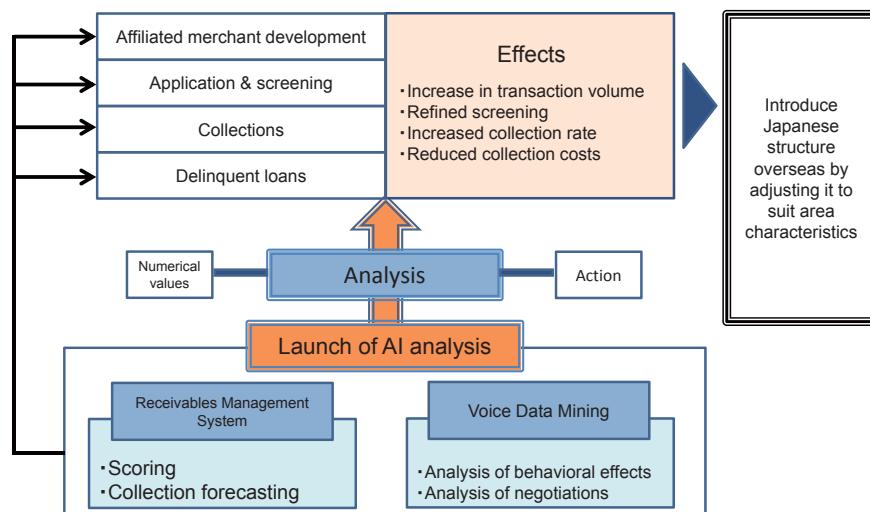 Affiliated merchant development
Application & screening
Collections
Delinquent loans
Effects
・Increase in transaction volume
・Refined screening
・Increased collection rate
・Reduced collection costs
Introduce
Japanese
structure
overseas by
adjusting it to
suit area
characteristics
Numerical
values
Analysis
Action
Launch of AI analysis
Receivables Management
System
・Scoring
・Collection forecasting
Voice Data Mining
・Analysis of behavioral effects
・Analysis of negotiations